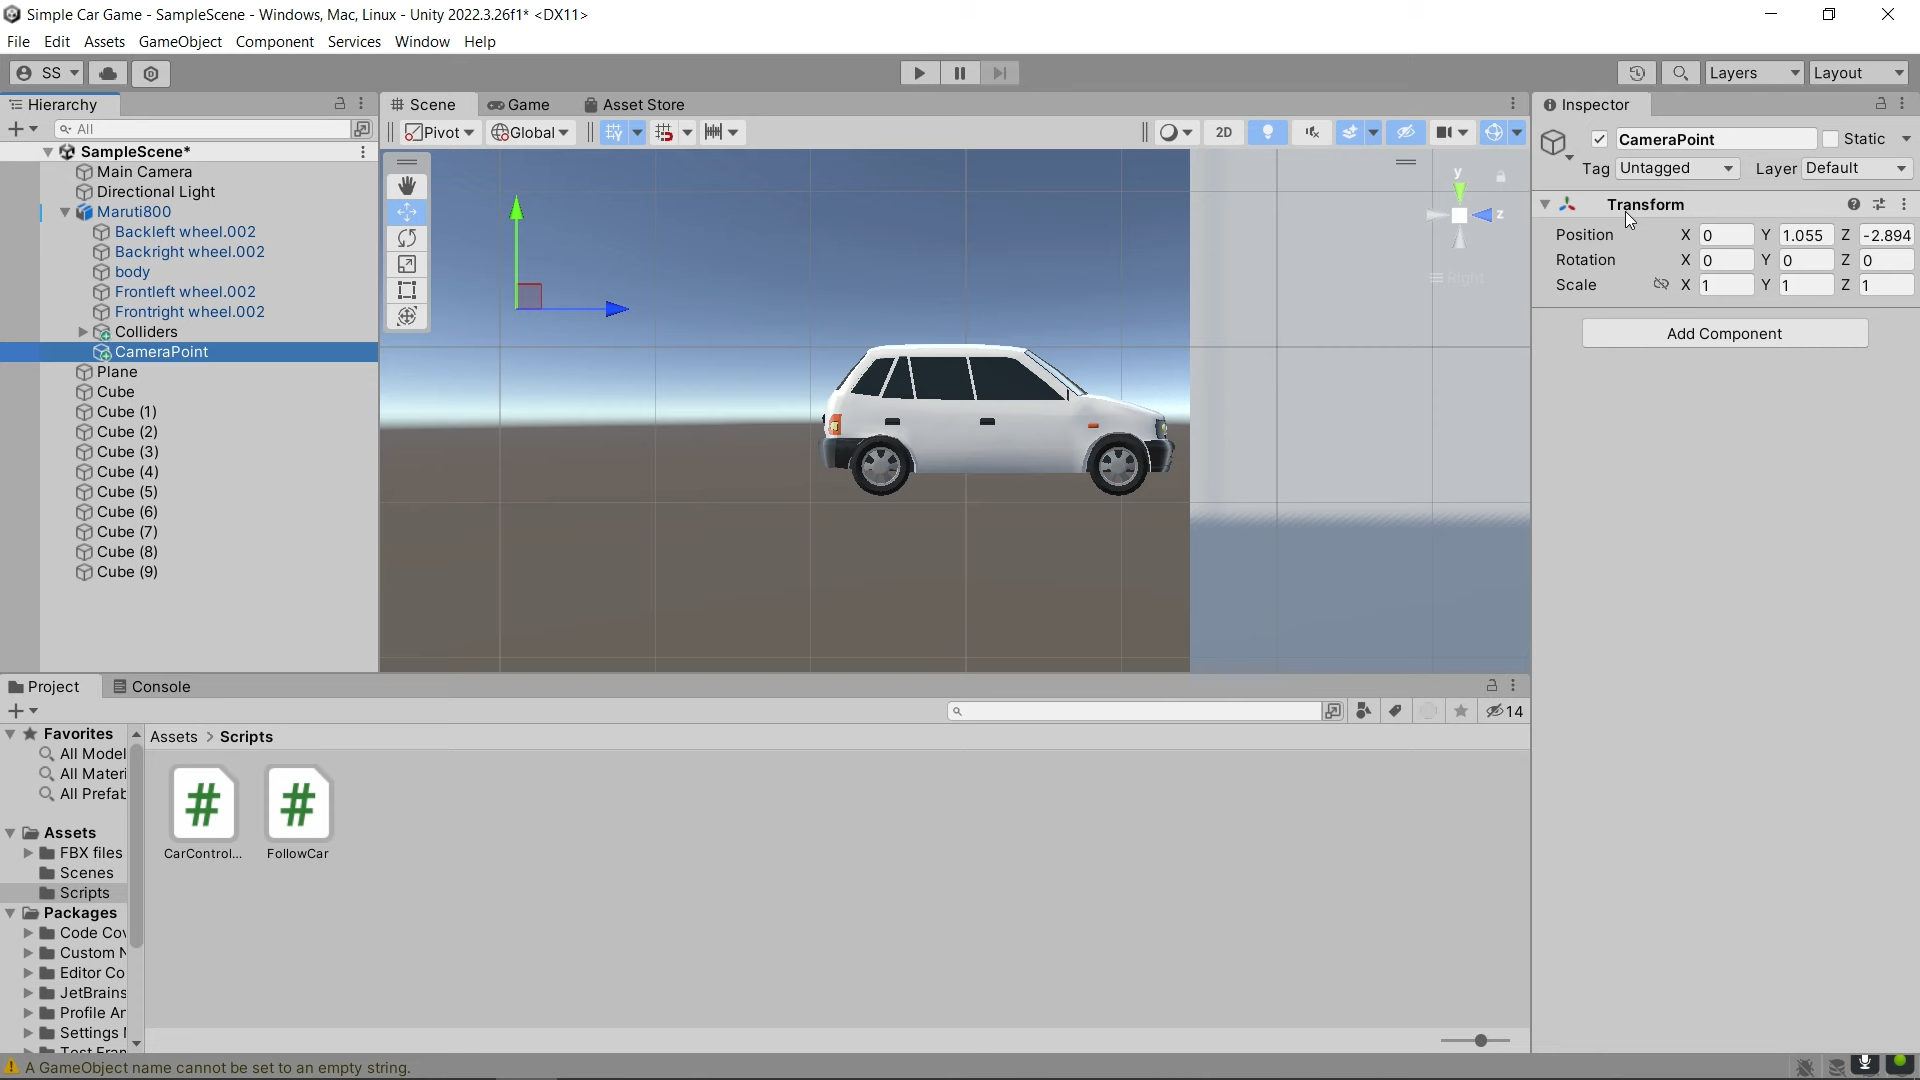 Simple Car Game - SampleScene - Windows, Mac, Linux - Unity 2022.3.26f1* <DX11>
File Edit Assets GameObject Component Services Window Help
SS Layers Layout
Hierarchy
All
SampleScene*
Main Camera
Directional Light
Maruti800
Backleft wheel.002
Backright wheel.002
body
Frontleft wheel.002
Frontright wheel.002
Colliders
CameraPoint
Plane
Cube
Cube (1)
Cube (2)
Cube (3)
Cube (4)
Cube (5)
Cube (6)
Cube (7)
Cube (8)
Cube (9)
Scene Game Asset Store
Pivot Global 2D
y
z
Right
Inspector
CameraPoint Static
Tag Untagged Layer Default
Transform
Position X 0 Y 1.055 Z -2.894
Rotation X 0 Y 0 Z 0
Scale X 1 Y 1 Z 1
Add Component
Project Console
14
Favorites
All Model
All Materi
All Prefab
Assets
FBX files
Scenes
Scripts
Packages
Code Cov
Custom N
Editor Co
JetBrains
Profile An
Settings
Test Fram
Assets > Scripts
# #
CarControl... FollowCar
A GameObject name cannot be set to an empty string.